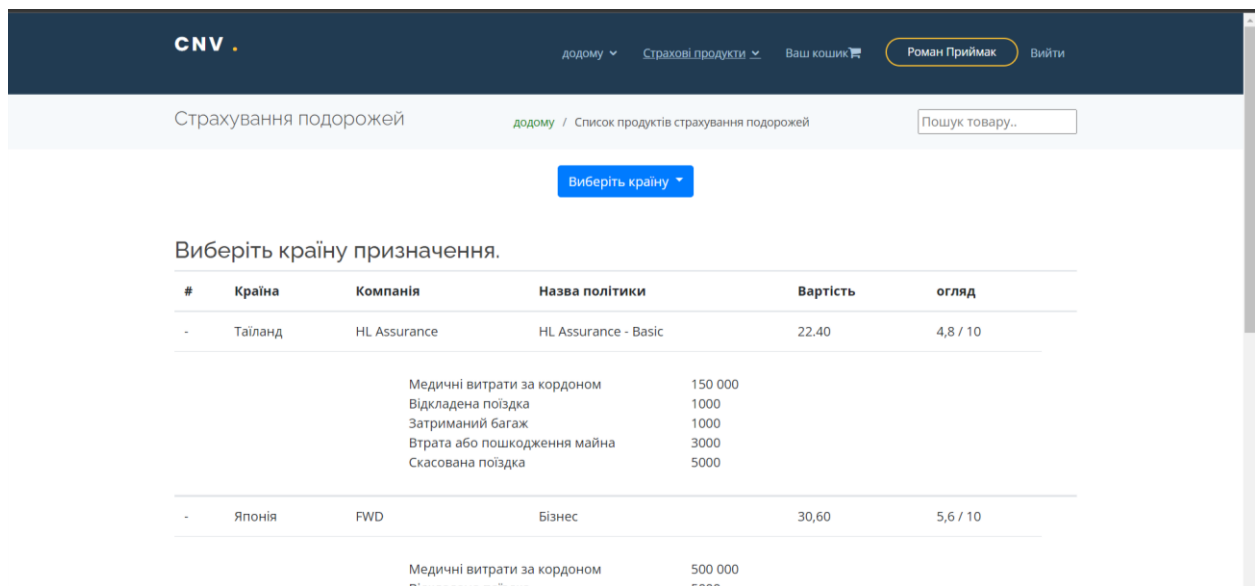 CNV .
додому Страхові продукти Ваш кошик Роман Приймак Вийти
Страхування подорожей
додому / Список продуктів страхування подорожей
Пошук товару..
Виберіть країну
Виберіть країну призначення.
# Країна Компанія Назва політики Вартість огляд
- Таїланд HL Assurance HL Assurance - Basic 22.40 4,8 / 10
Медичні витрати за кордоном 150 000
Відкладена поїздка 1000
Затриманий багаж 1000
Втрата або пошкодження майна 3000
Скасована поїздка 5000
- Японія FWD Бізнес 30,60 5,6 / 10
Медичні витрати за кордоном 500 000